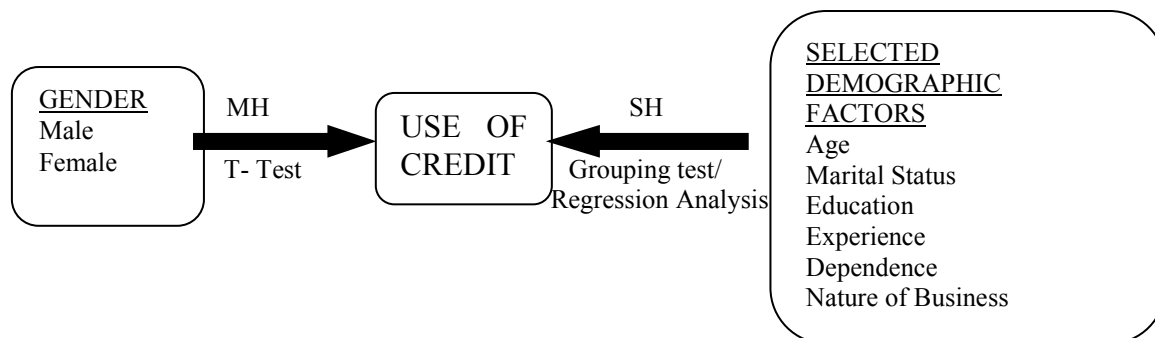 GENDER
Male
Female
MH
T- Test
USE OF
CREDIT
SH
Grouping test/
Regression Analysis
SELECTED
DEMOGRAPHIC
FACTORS
Age
Marital Status
Education
Experience
Dependence
Nature of Business